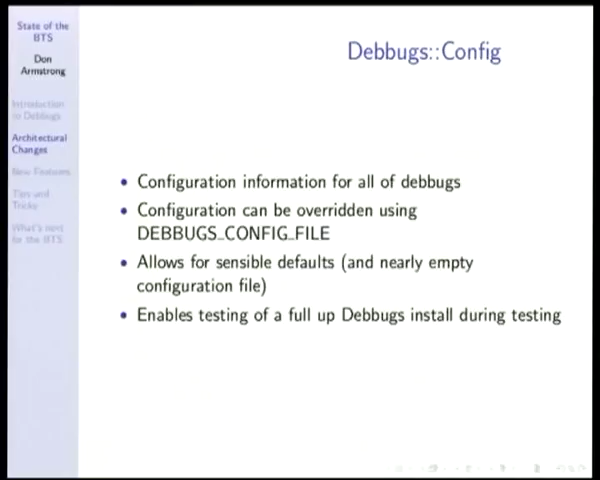 State of the
BTS
Don
Armstrong
Introduction
to Debbugs
Architectural
Changes
New Features
Tips and
Tricks
What's next
for the BTS
Debbugs::Config
• Configuration information for all of debbugs
• Configuration can be overridden using
DEBBUGS_CONFIG_FILE
• Allows for sensible defaults (and nearly empty
configuration file)
• Enables testing of a full up Debbugs install during testing